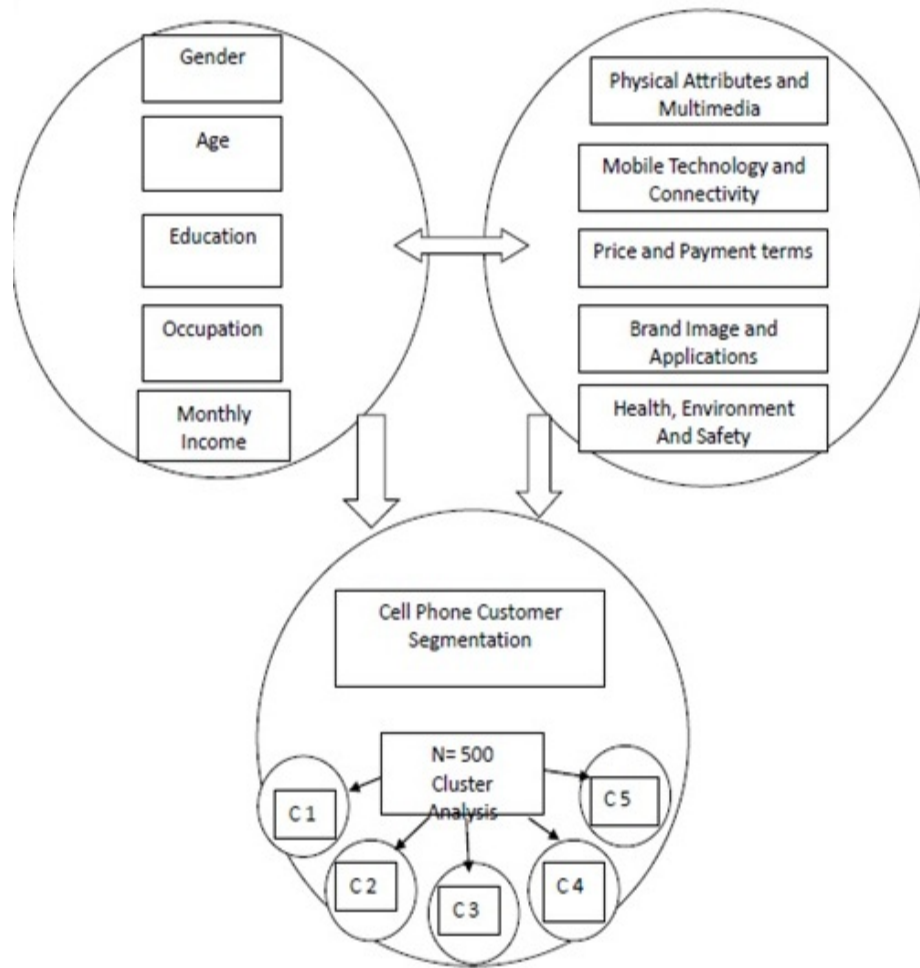 Gender
Age
Education
Occupation
Monthly
Income
Physical Attributes and
Multimedia
Mobile Technology and
Connectivity
Price and Payment terms
Brand Image and
Applications
Health, Environment
And Safety
Cell Phone Customer
Segmentation
N= 500
Cluster
Analysis
C 1
C 2
C 3
C 4
C 5